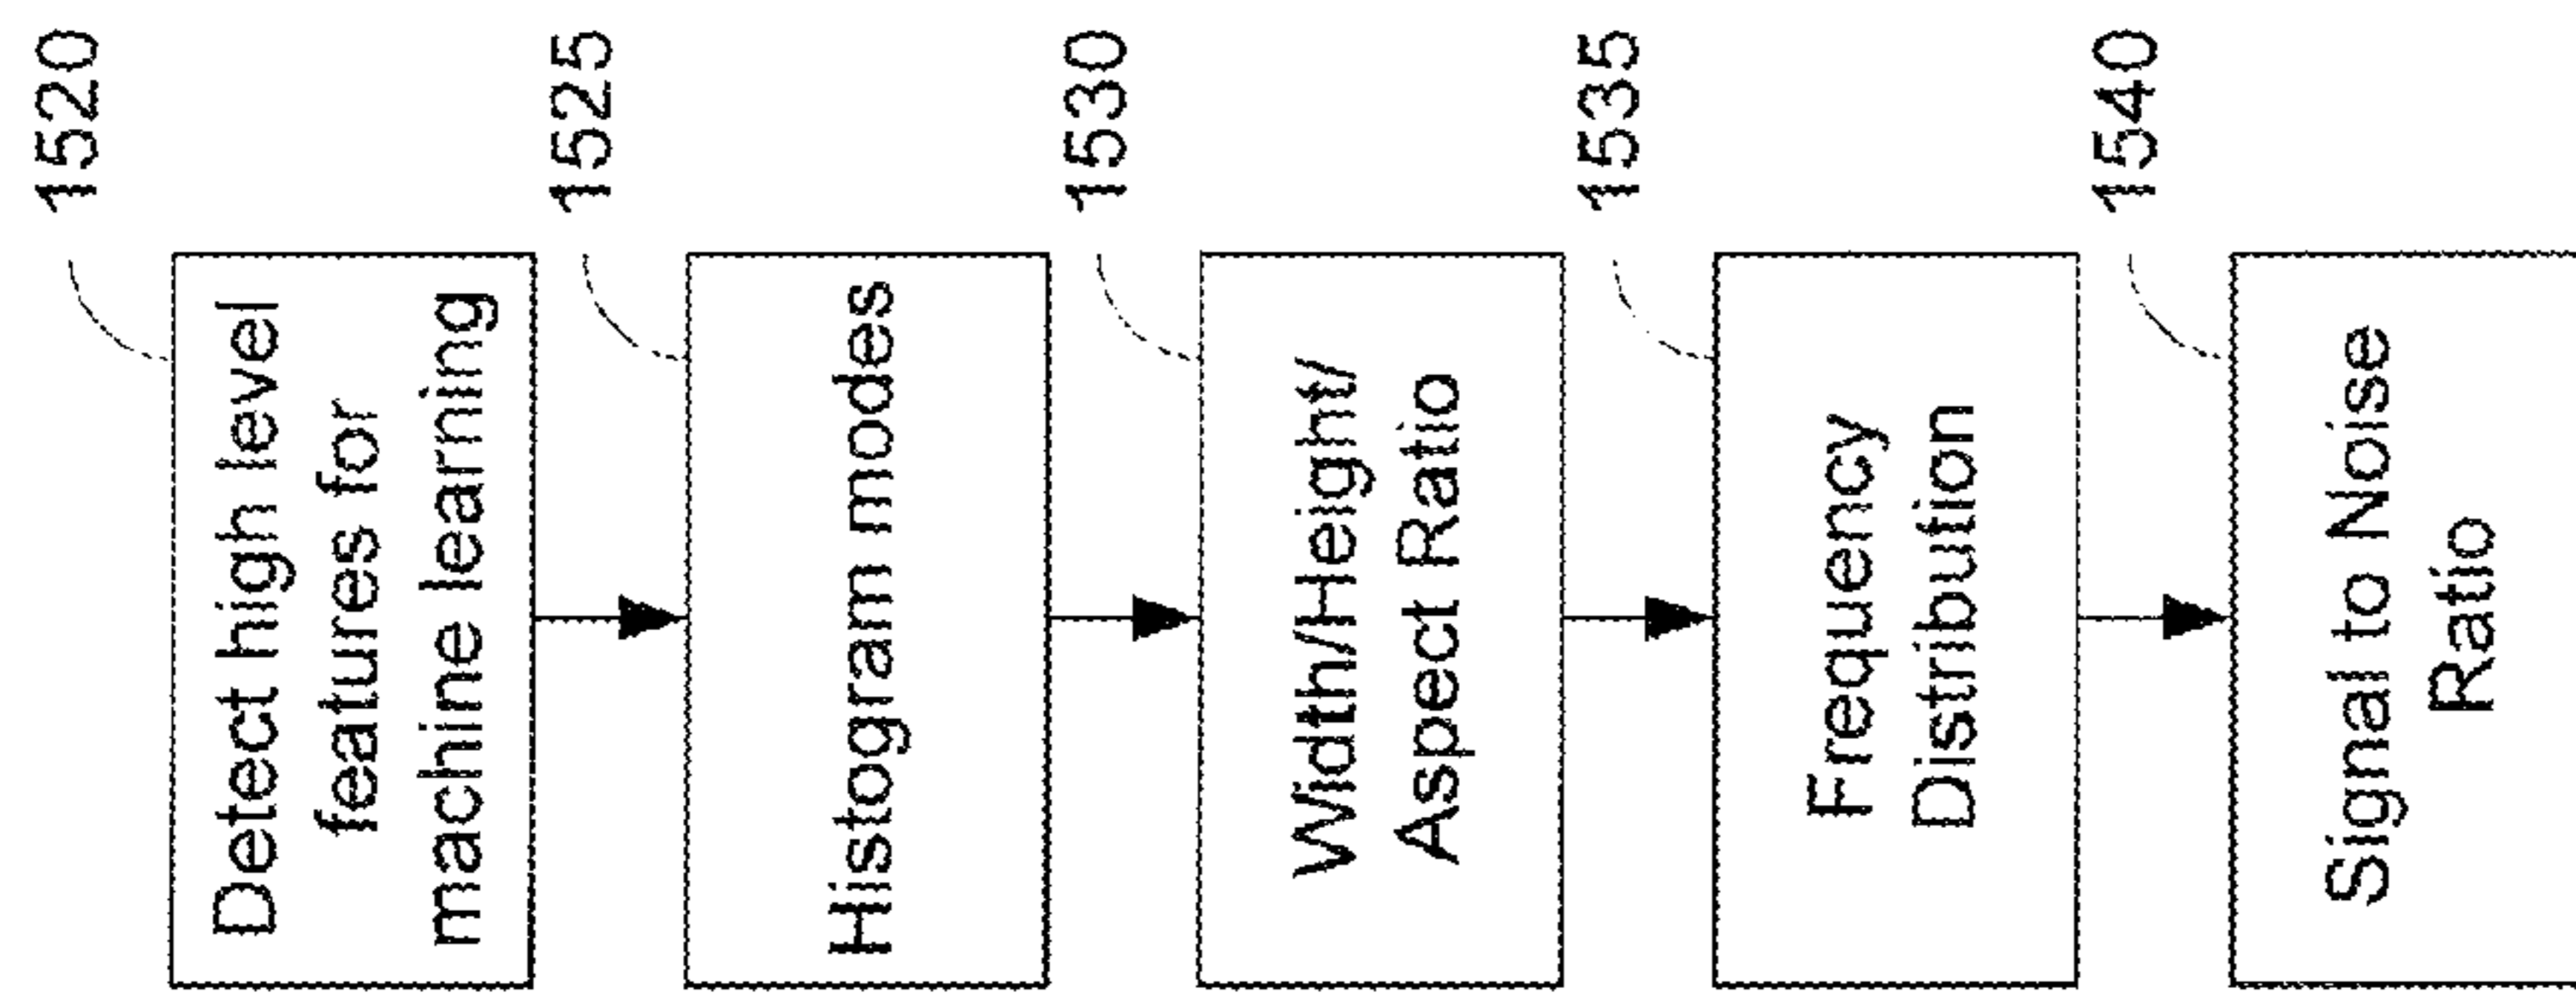 1520
Detect high level
features for
machine learning
1525
Histogram modes
1530
Width/Height/
Aspect Ratio
1535
Frequency
Distribution
1540
Signal to Noise
Ratio